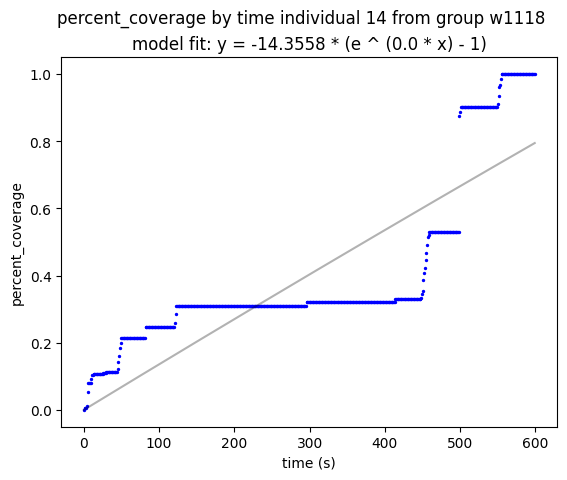 percent_coverage by time individual 14 from group w1118
model fit: y = -14.3558 * (e ^ (0.0 * x) - 1)
1.0
0.8
0.6
0.4
0.2
0.0
percent_coverage
0 100 200 300 400 500 600
time (s)